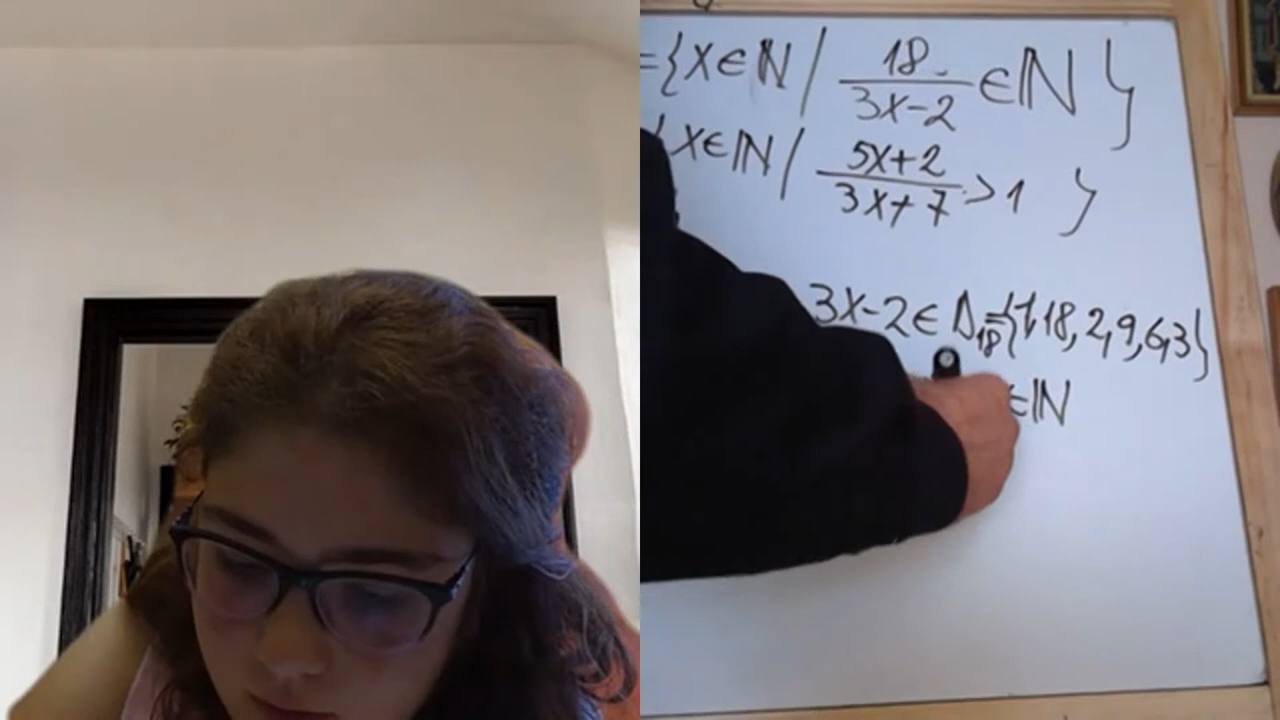 ={x∈ℕ / 18/(3x-2) ∈ℕ }
{x∈ℕ / (5x+2)/(3x+7) >1 }
3x-2∈D₁₈={1,18,2,9,6,3}
∈ℕ